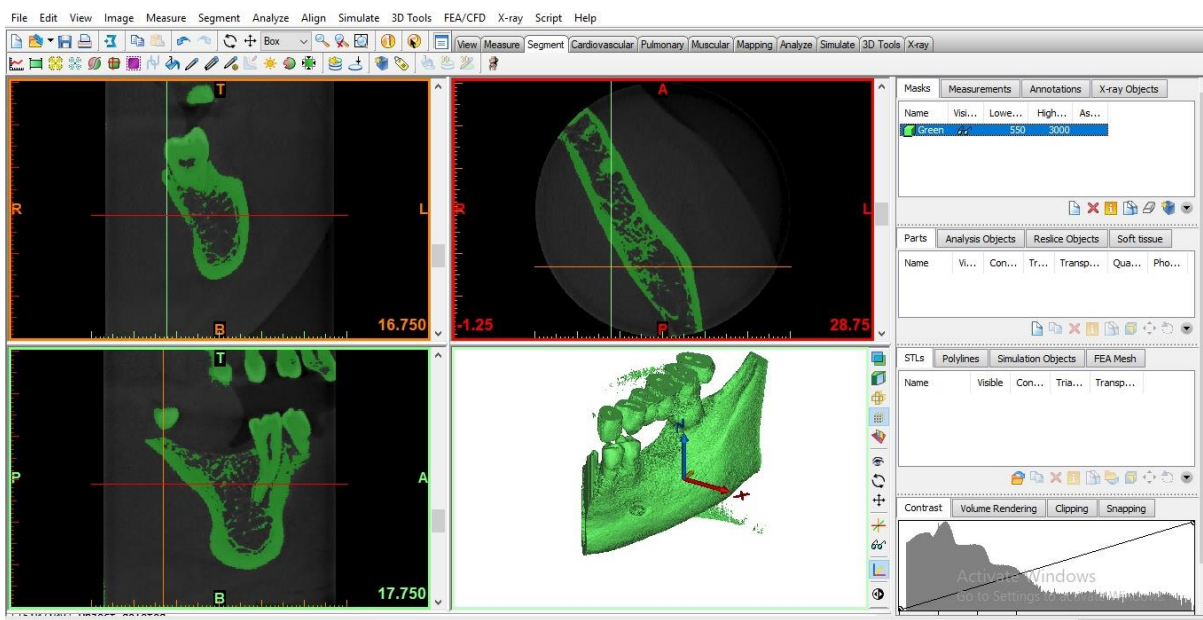 File Edit View Image Measure Segment Analyze Align Simulate 3D Tools FEA/CFD X-ray Script Help
Box
View Measure Segment Cardiovascular Pulmonary Muscular Mapping Analyze Simulate 3D Tools X-ray
T
R
L
B
16.750
A
R
L
P
-1.25
28.75
T
P
A
B
17.750
X
Masks Measurements Annotations X-ray Objects
Name Visi... Lowe... High... As...
Green 550 3000
Parts Analysis Objects Reslice Objects Soft tissue
Name Vi... Con... Tr... Transp... Qua... Pho...
STLs Polylines Simulation Objects FEA Mesh
Name Visible Con... Tria... Transp...
Contrast Volume Rendering Clipping Snapping
Activate Windows
Go to Settings to